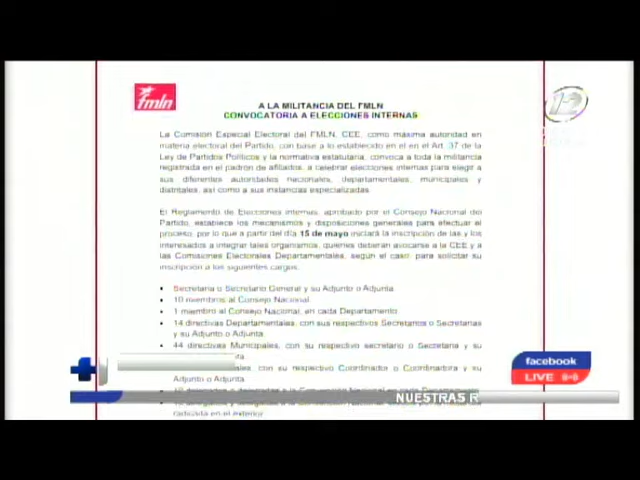 fmln
A LA MILITANCIA DEL FMLN
CONVOCATORIA A ELECCIONES INTERNAS
12
La Comisión Especial Electoral del FMLN, CEE, como máxima autoridad en
materia electoral del Partido, con base a lo establecido en el en el Art. 37 de la
Ley de Partidos Políticos y la normativa estatutaria, convoca a toda la militancia
registrada en el padrón de afiliados, a celebrar elecciones internas para elegir a
sus diferentes autoridades nacionales, departamentales, municipales y
distritales, así como a sus instancias especializadas.
El Reglamento de Elecciones internas, aprobado por el Consejo Nacional del
Partido, establece los mecanismos y disposiciones generales para efectuar el
proceso, por lo que a partir del día 15 de mayo iniciará la inscripción de las y los
interesados a integrar tales organismos, quienes deberán avocarse a la CEE y a
las Comisiones Electorales Departamentales, según el caso para solicitar su
inscripción a los siguientes cargos:
• Secretaria o Secretario General y su Adjunto o Adjunta
• 10 miembros al Consejo Nacional
• 1 miembro al Consejo Nacional, en cada Departamento
• 14 directivas Departamentales, con sus respectivos Secretarios o Secretarias
y su Adjunto o Adjunta
• 44 directivas Municipales, con su respectivo secretario o Secretaria y su
con su respectivo Coordinador o Coordinadora y su
Adjunto o Adjunta
facebook
LIVE
NUESTRAS R
radicada en el exterior